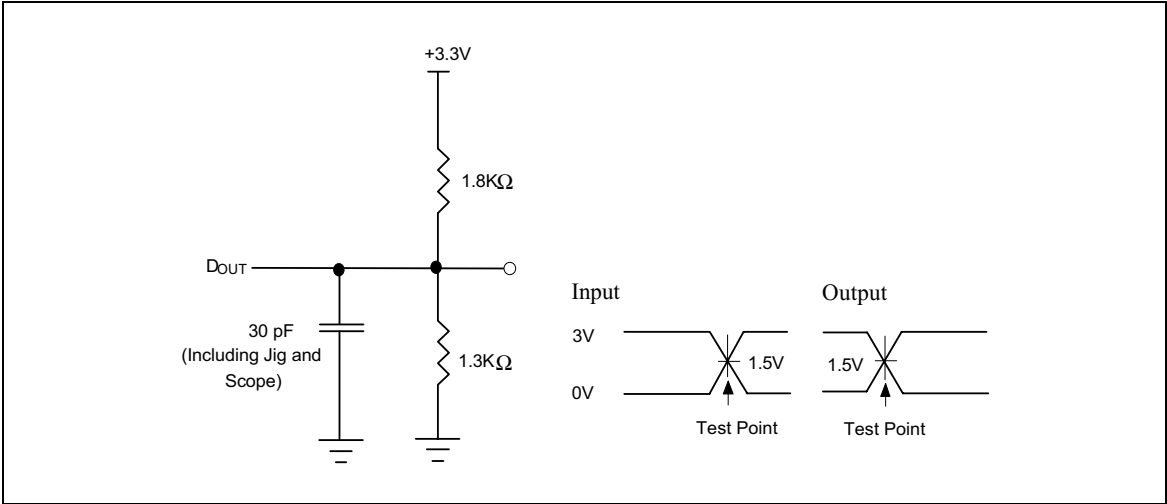 +3.3V
1.8KΩ
DOUT
30 pF
(Including Jig and
Scope)
1.3KΩ
Input
3V
0V
1.5V
Test Point
Output
1.5V
Test Point